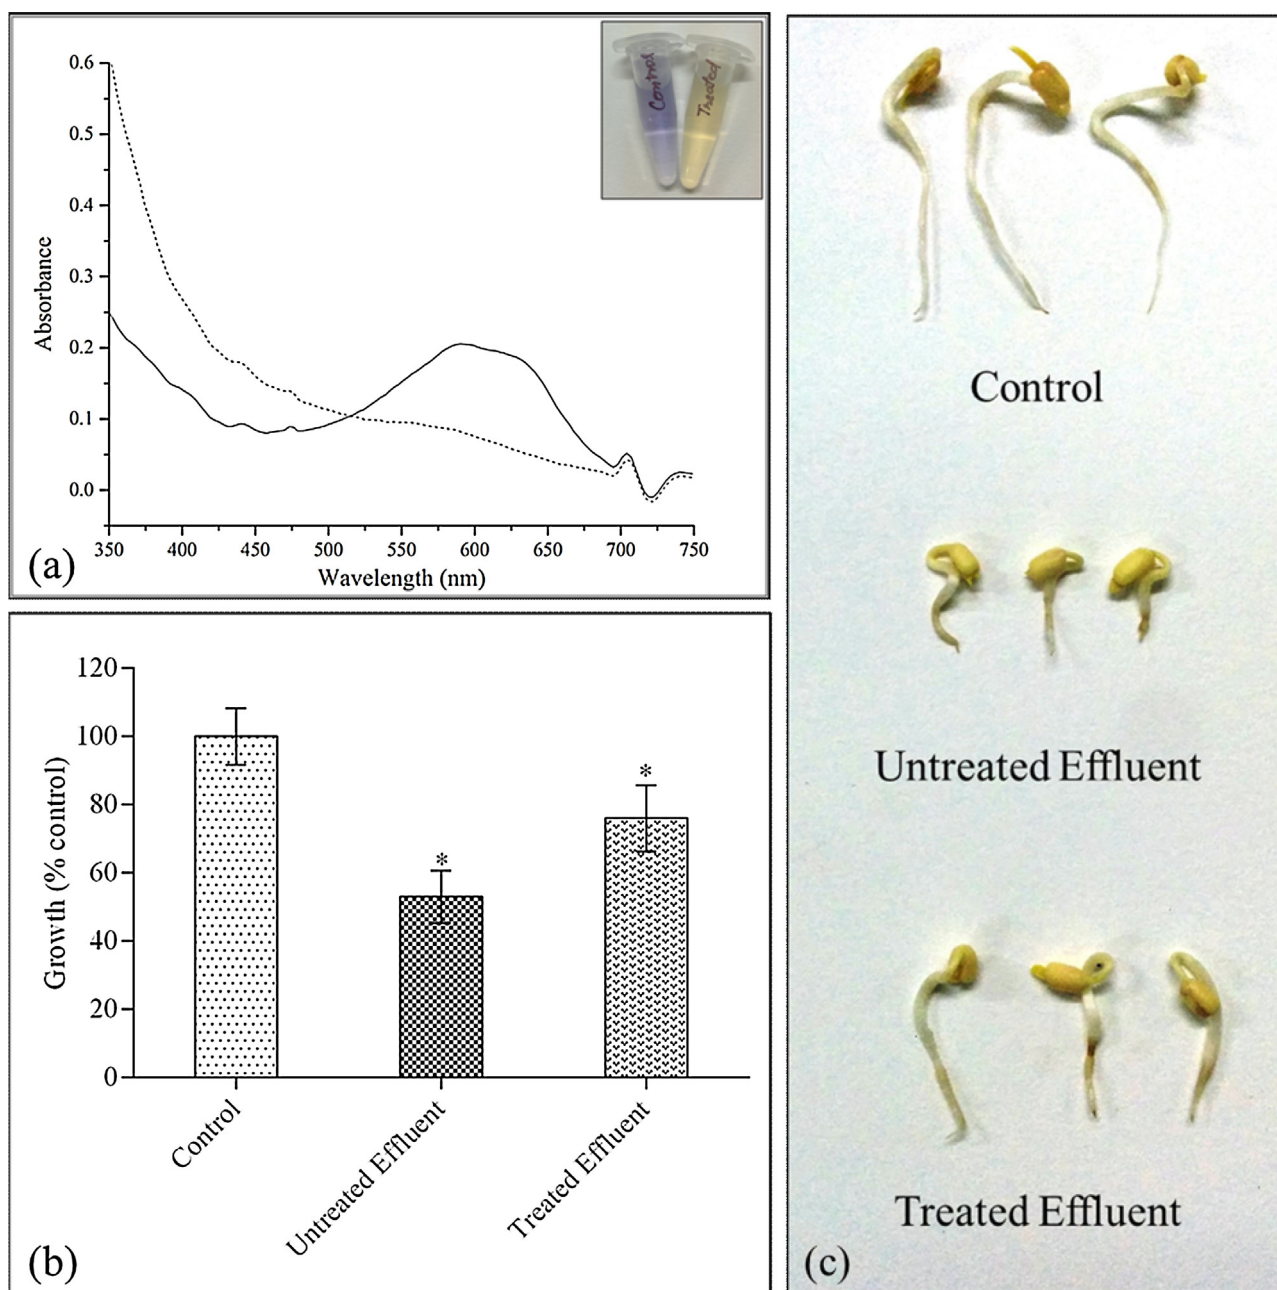 Control
Treated
0.6
0.5
0.4
0.3
0.2
0.1
0.0
Absorbance
350 400 450 500 550 600 650 700 750
Wavelength (nm)
(a)
120
100
80
60
40
20
0
Growth (% control)
*
*
Control
Untreated Effluent
Treated Effluent
(b)
Control
Untreated Effluent
Treated Effluent
(c)